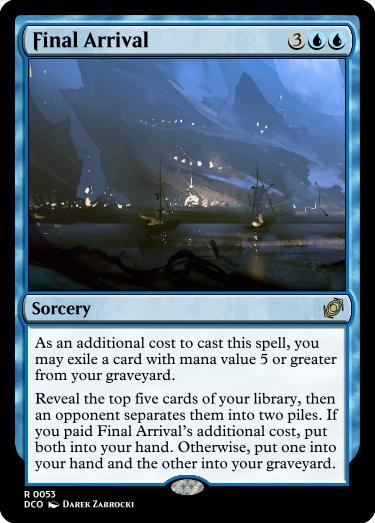 Final Arrival
3
Sorcery
As an additional cost to cast this spell, you
may exile a card with mana value 5 or greater
from your graveyard.
Reveal the top five cards of your library, then
an opponent separates them into two piles. If
you paid Final Arrival's additional cost, put
both into your hand. Otherwise, put one into
your hand and the other into your graveyard.
R 0053
DCO DAREK ZABROCKI